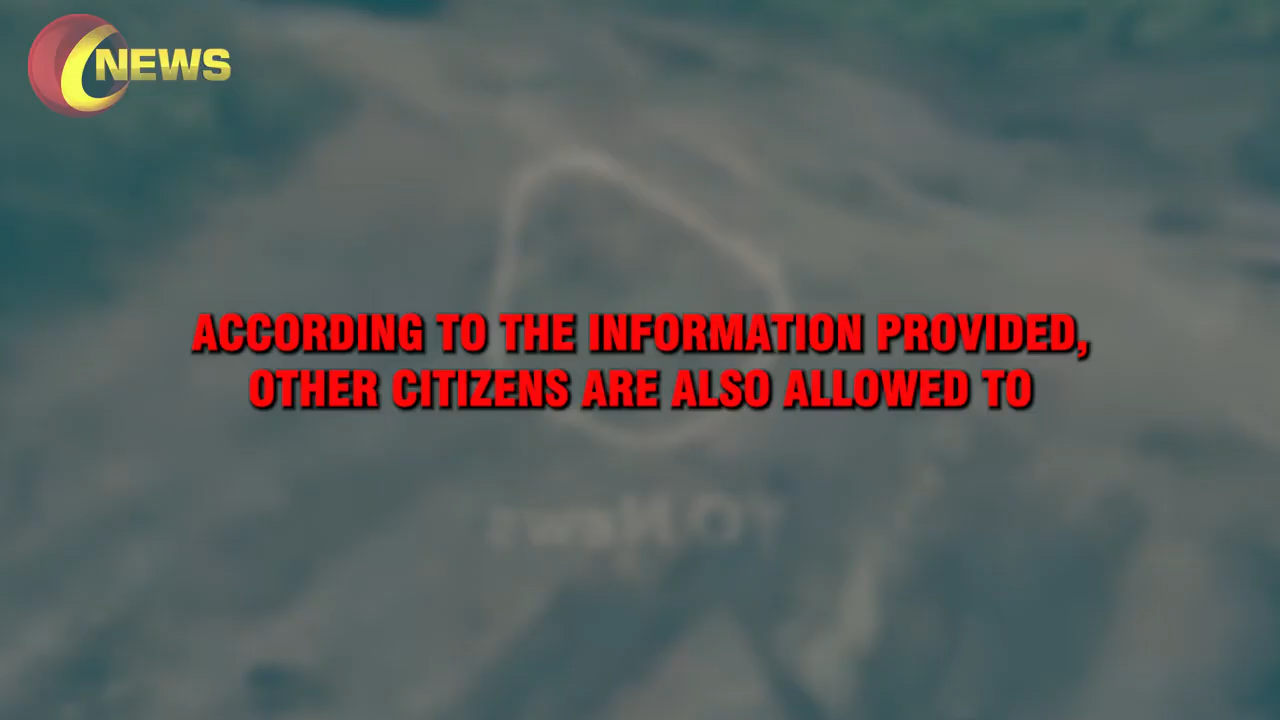 NEWS
ACCORDING TO THE INFORMATION PROVIDED,
OTHER CITIZENS ARE ALSO ALLOWED TO